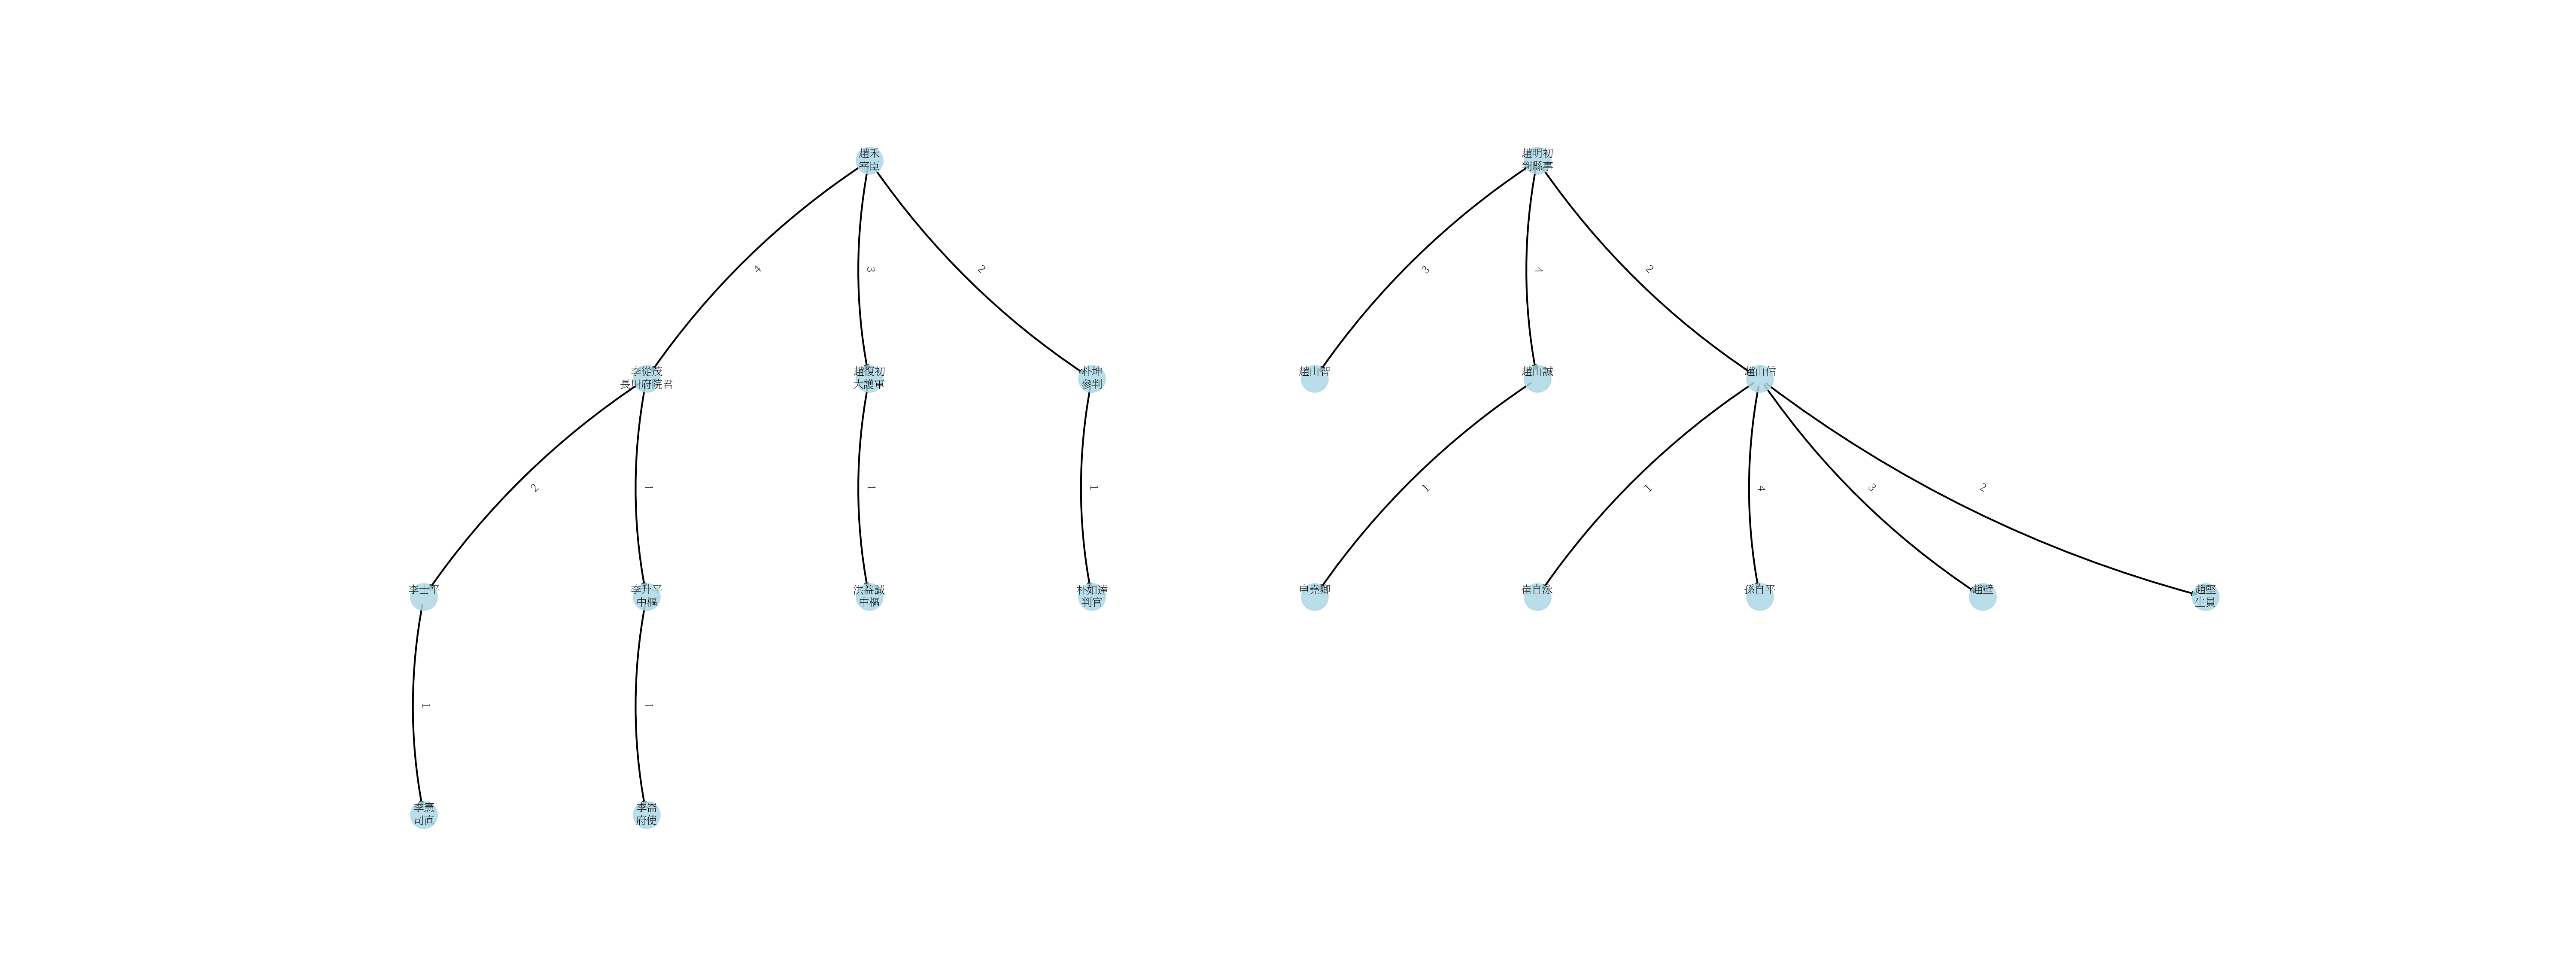 趙禾
宰臣
趙明初
判縣事
4
3
2
3
4
2
李從茂
長川府院君
趙復初
大護軍
朴坤
參判
趙由智
趙由誠
趙由信
2
1
1
1
1
1
4
3
2
李士平
李升平
中樞
洪益誠
中樞
朴如達
判官
申堯卿
崔自泳
孫自平
趙壁
趙堅
生員
1
1
李憲
司直
李崙
府使